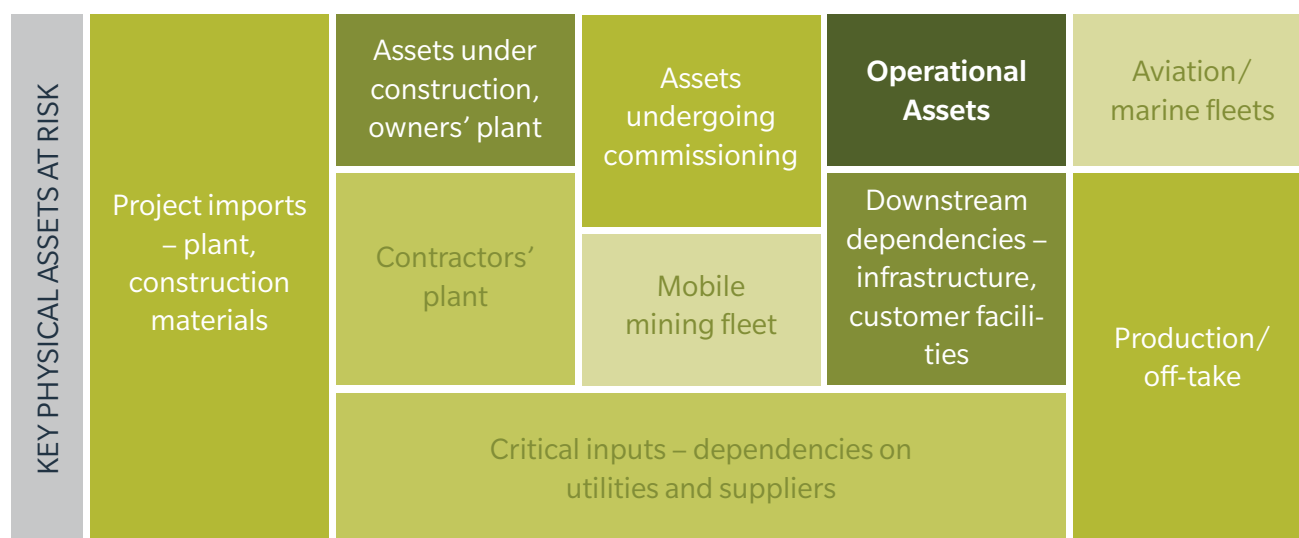 KEY PHYSICAL ASSETS AT RISK
Project imports
– plant,
construction
materials
Assets under
construction,
owners’ plant
Contractors’
plant
Assets
undergoing
commissioning
Mobile
mining fleet
Operational
Assets
Downstream
dependencies –
infrastructure,
customer facili-
ties
Aviation/
marine fleets
Production/
off-take
Critical inputs – dependencies on
utilities and suppliers